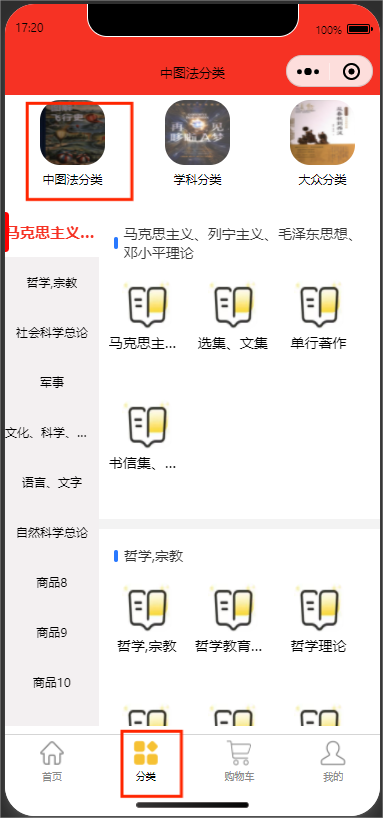 17:20
100%
中图法分类
中图法分类
学科分类
大众分类
马克思主义...
哲学,宗教
社会科学总论
军事
文化、科学、...
语言、文字
自然科学总论
商品8
商品9
商品10
马克思主义、列宁主义、毛泽东思想、
邓小平理论
马克思主...
选集、文集
单行著作
书信集、...
哲学,宗教
哲学,宗教
哲学教育...
哲学理论
首页
分类
购物车
我的